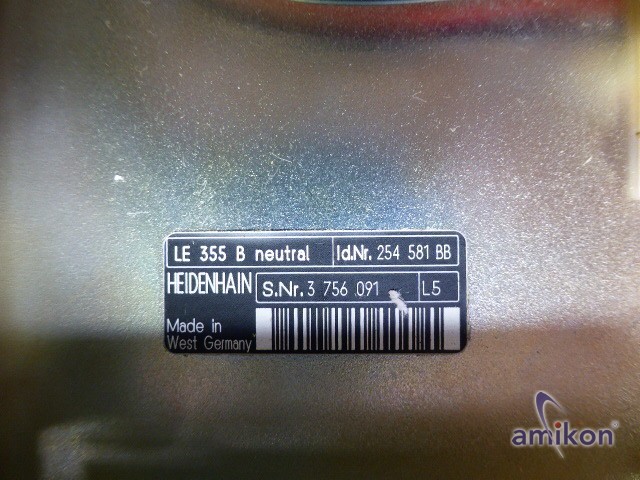 LE 355 B neutral Id.Nr. 254 581 BB
HEIDENHAIN S.Nr. 3 756 091 L5
Made in
West Germany
amikon